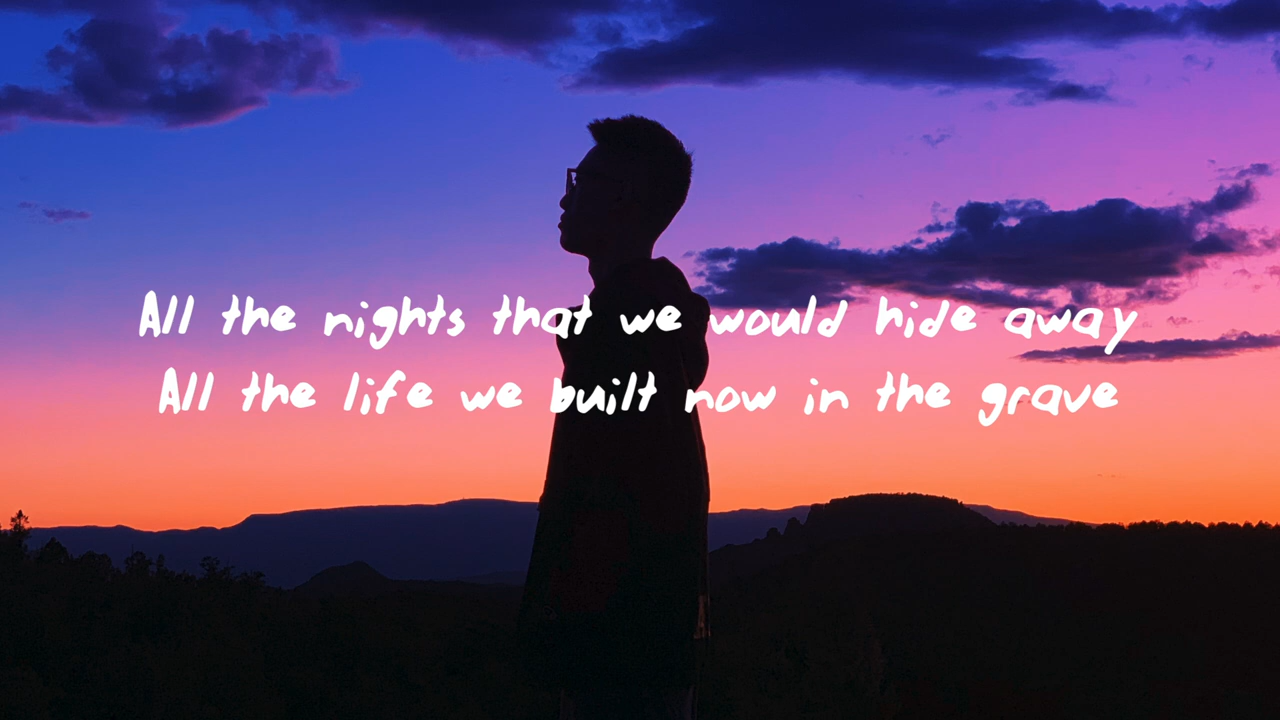 All the nights that we would hide away
All the life we built now in the grave